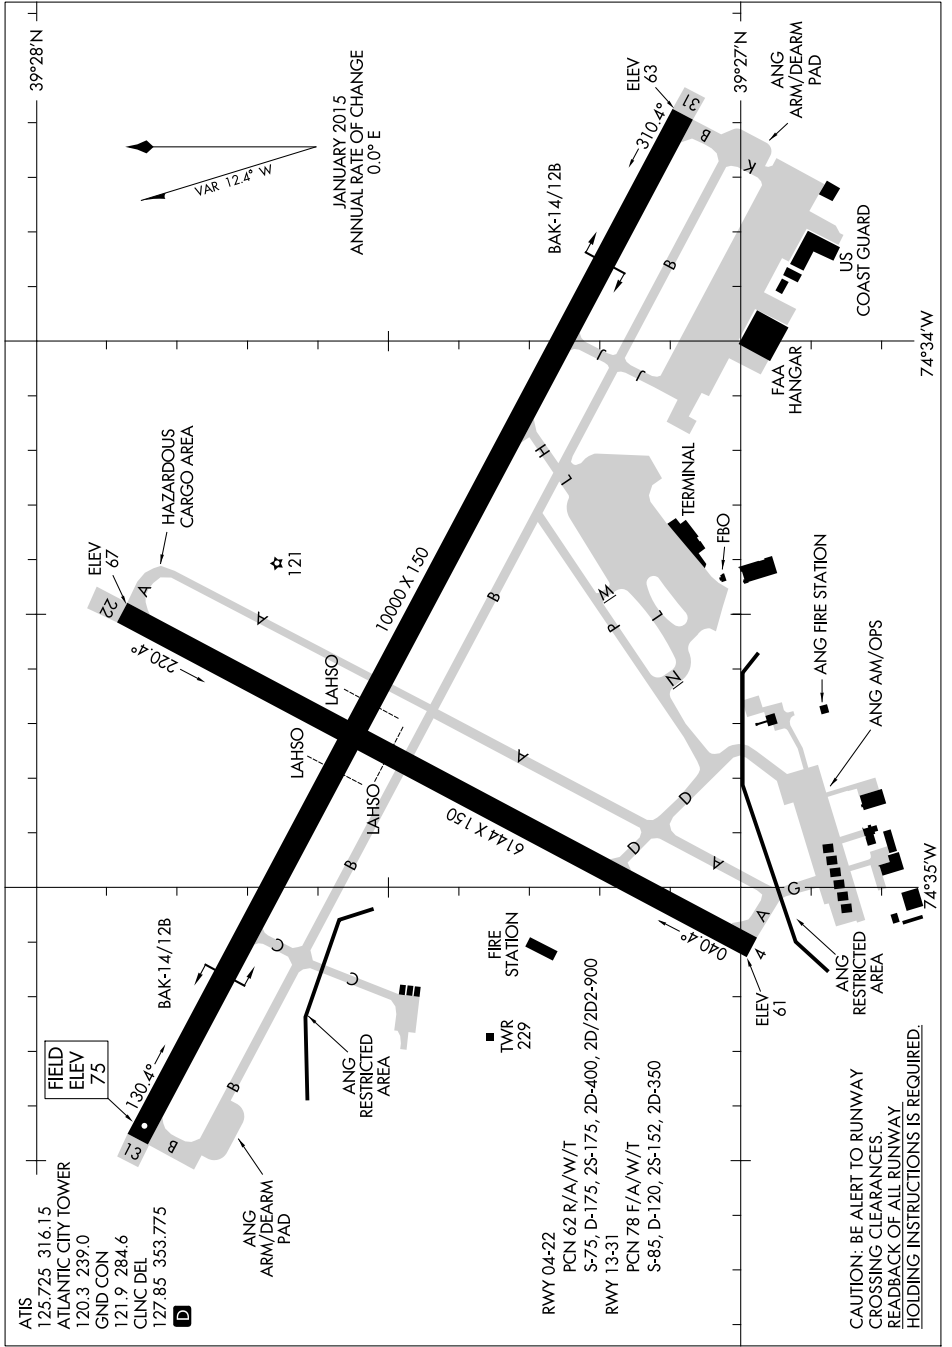 ATIS
125.725 316.15
ATLANTIC CITY TOWER
120.3 239.0
GND CON
121.9 284.6
CLNC DEL
127.85 353.775
D
FIELD
ELEV
75
130.4°
13
B
ANG
ARM/DEARM
PAD
B
BAK-14/12B
C
C
ANG
RESTRICTED
AREA
TWR
229
FIRE
STATION
RWY 04-22
PCN 62 R/A/W/T
S-75, D-175, 2S-175, 2D-400, 2D/2D2-900
RWY 13-31
PCN 78 F/A/W/T
S-85, D-120, 2S-152, 2D-350
CAUTION: BE ALERT TO RUNWAY
CROSSING CLEARANCES.
READBACK OF ALL RUNWAY
HOLDING INSTRUCTIONS IS REQUIRED.
ELEV
61
4
040.4°
A
G
ANG
RESTRICTED
AREA
74°35'W
A
D
D
B
LAHSO
LAHSO
LAHSO
6144 X 150
A
220.4°
22
ELEV
67
A
HAZARDOUS
CARGO AREA
A
121
10000 X 150
B
N
P
M
L
ANG AM/OPS
ANG FIRE STATION
FBO
TERMINAL
L
H
J
J
FAA
HANGAR
74°34'W
US
COAST GUARD
B
BAK-14/12B
310.4°
31
ELEV
63
B
K
ANG
ARM/DEARM
PAD
39°27'N
39°28'N
VAR 12.4° W
JANUARY 2015
ANNUAL RATE OF CHANGE
0.0° E